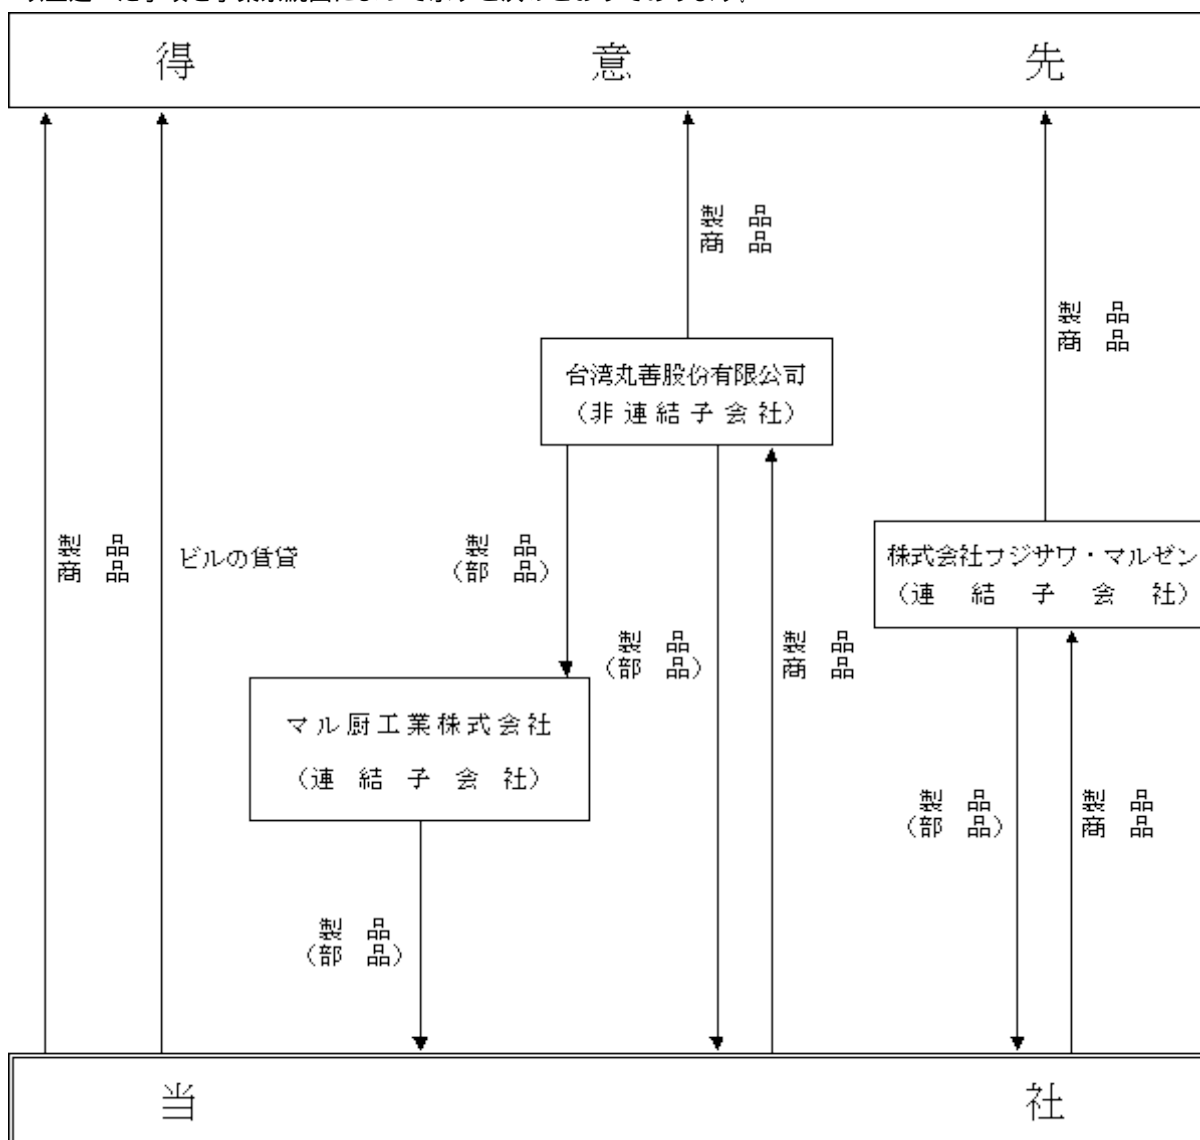 得意先
製品
商品
製品
商品
台湾丸善股份有限公司
（非連結子会社）
製品
商品
ビルの賃貸
製品
（部品）
株式会社フジサワ・マルゼン
（連結子会社）
製品
（部品）
製品
商品
マル厨工業株式会社
（連結子会社）
製品
（部品）
製品
商品
製品
（部品）
当社